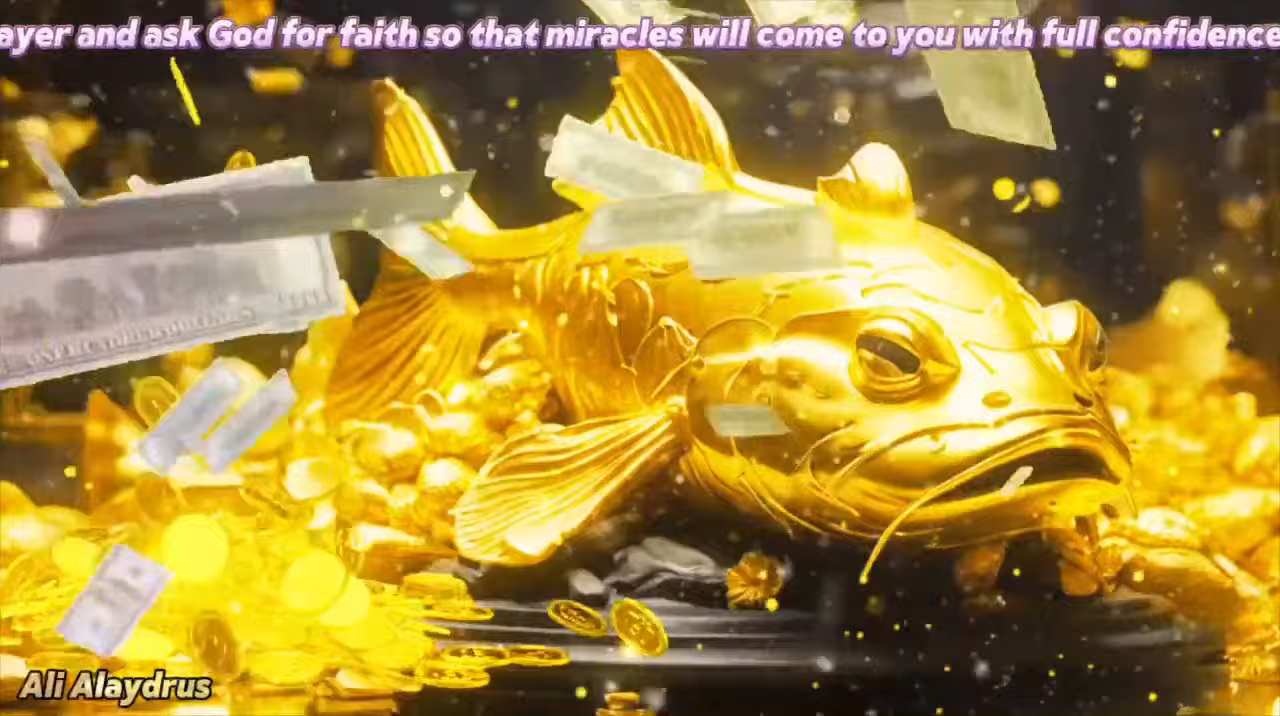 ayer and ask God for faith so that miracles will come to you with full confidence
Ali Alaydrus